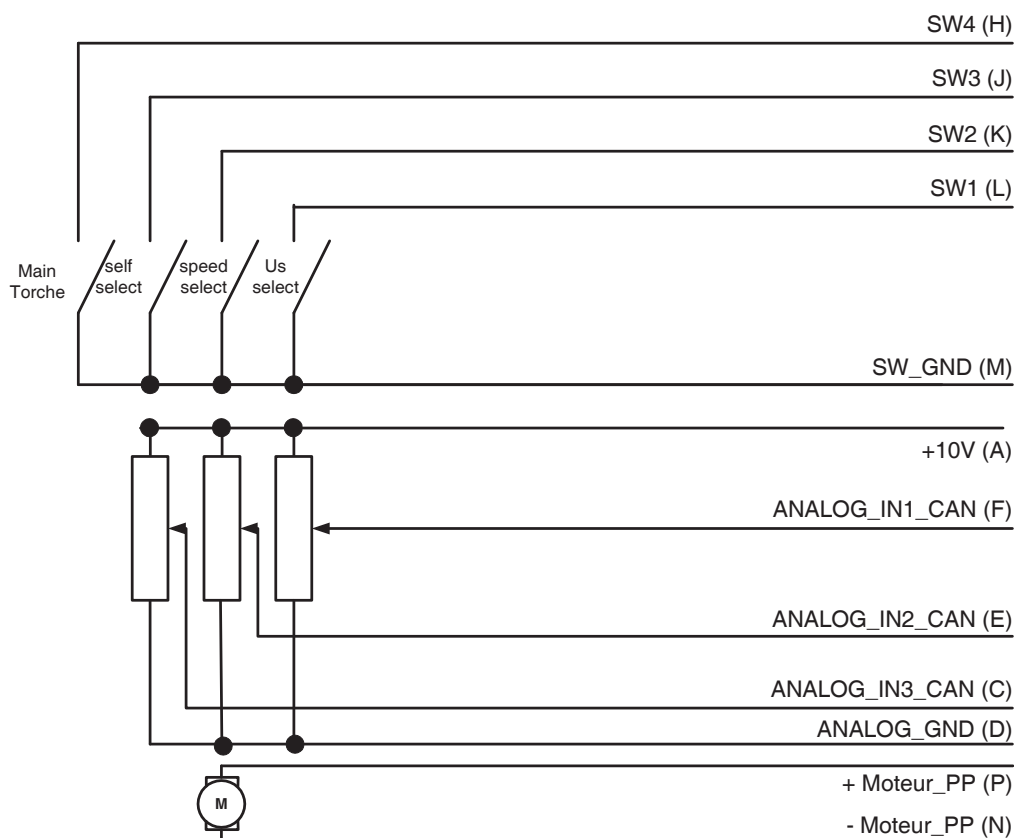 SW4 (H)
SW3 (J)
SW2 (K)
SW1 (L)
Main
Torche
self
select
speed
select
Us
select
SW_GND (M)
+10V (A)
ANALOG_IN1_CAN (F)
ANALOG_IN2_CAN (E)
ANALOG_IN3_CAN (C)
ANALOG_GND (D)
M
+ Moteur_PP (P)
- Moteur_PP (N)